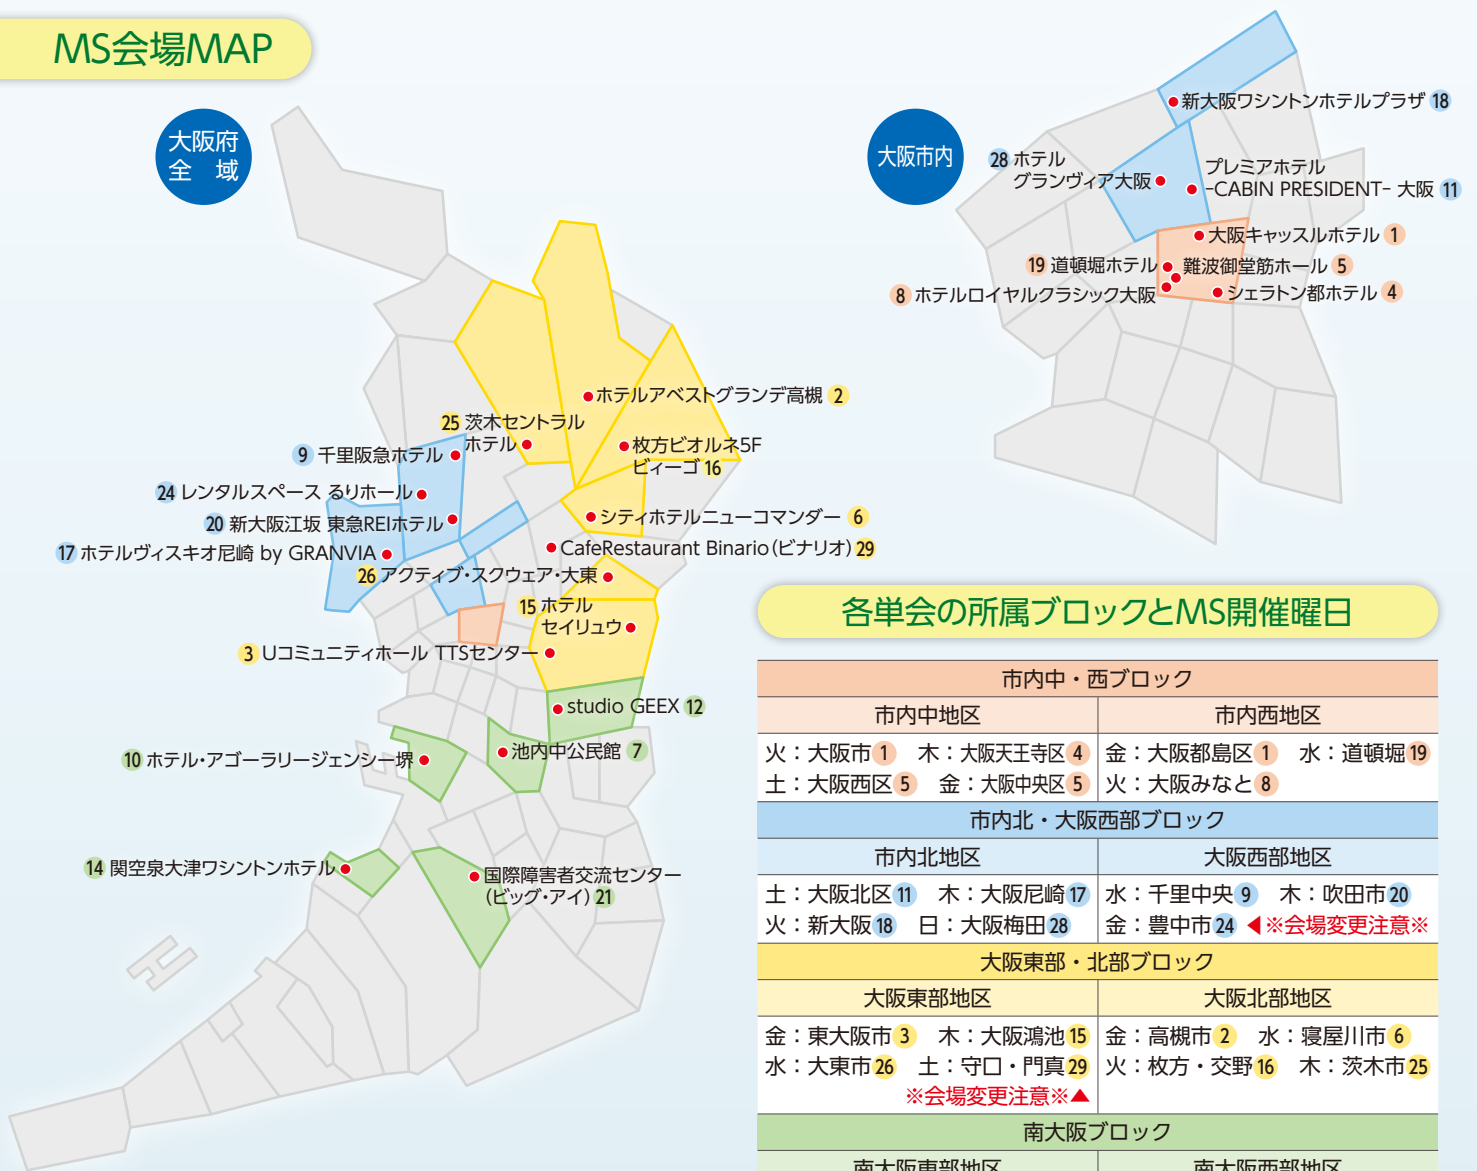 MS会場MAP
大阪府
全　域
ホテルアベストグランデ高槻 2
25 茨木セントラル
ホテル
枚方ビオルネ5F
ビィーゴ 16
9 千里阪急ホテル
24 レンタルスペース るりホール
20 新大阪江坂 東急REIホテル
シティホテルニューコマンダー 6
17 ホテルヴィスキオ尼崎 by GRANVIA
CafeRestaurant Binario（ビナリオ） 29
26 アクティブ・スクウェア・大東
15 ホテル
セイリュウ
3 Uコミュニティホール TTSセンター
studio GEEX 12
池内中公民館 7
10 ホテル・アゴーラリージェンシー堺
14 関空泉大津ワシントンホテル
国際障害者交流センター
（ビッグ・アイ） 21
大阪市内
新大阪ワシントンホテルプラザ 18
28 ホテル
グランヴィア大阪
プレミアホテル
-CABIN PRESIDENT- 大阪 11
大阪キャッスルホテル 1
19 道頓堀ホテル
難波御堂筋ホール 5
8 ホテルロイヤルクラシック大阪
シェラトン都ホテル 4
各単会の所属ブロックとMS開催曜日
市内中・西ブロック
市内中地区　市内西地区
火：大阪市 1　木：大阪天王寺区 4　金：大阪都島区 1　水：道頓堀 19
土：大阪西区 5　金：大阪中央区 5　火：大阪みなと 8
市内北・大阪西部ブロック
市内北地区　大阪西部地区
土：大阪北区 11　木：大阪尼崎 17　水：千里中央 9　木：吹田市 20
火：新大阪 18　日：大阪梅田 28　金：豊中市 24 ◀※会場変更注意※
大阪東部・北部ブロック
大阪東部地区　大阪北部地区
金：東大阪市 3　木：大阪鴻池 15　金：高槻市 2　水：寝屋川市 6
水：大東市 26　土：守口・門真 29　火：枚方・交野 16　木：茨木市 25
※会場変更注意※▲
南大阪ブロック
南大阪東部地区　南大阪西部地区